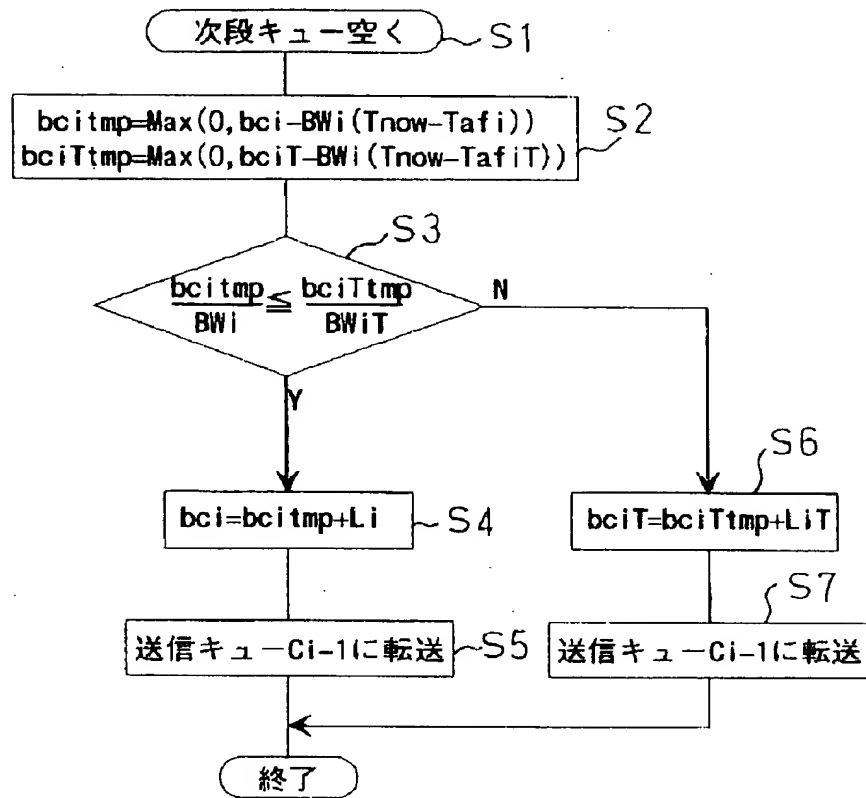 次段キュー空く
S1
bcitmp=Max(0,bci-BWi(Tnow-Tafi))
bciTtmp=Max(0,bciT-BWi(Tnow-TafiT))
S2
S3
bcitmp/BWi ≦ bciTtmp/BWiT
N
Y
S6
bci=bcitmp+Li
S4
bciT=bciTtmp+LiT
S7
送信キューCi-1に転送
S5
送信キューCi-1に転送
終了